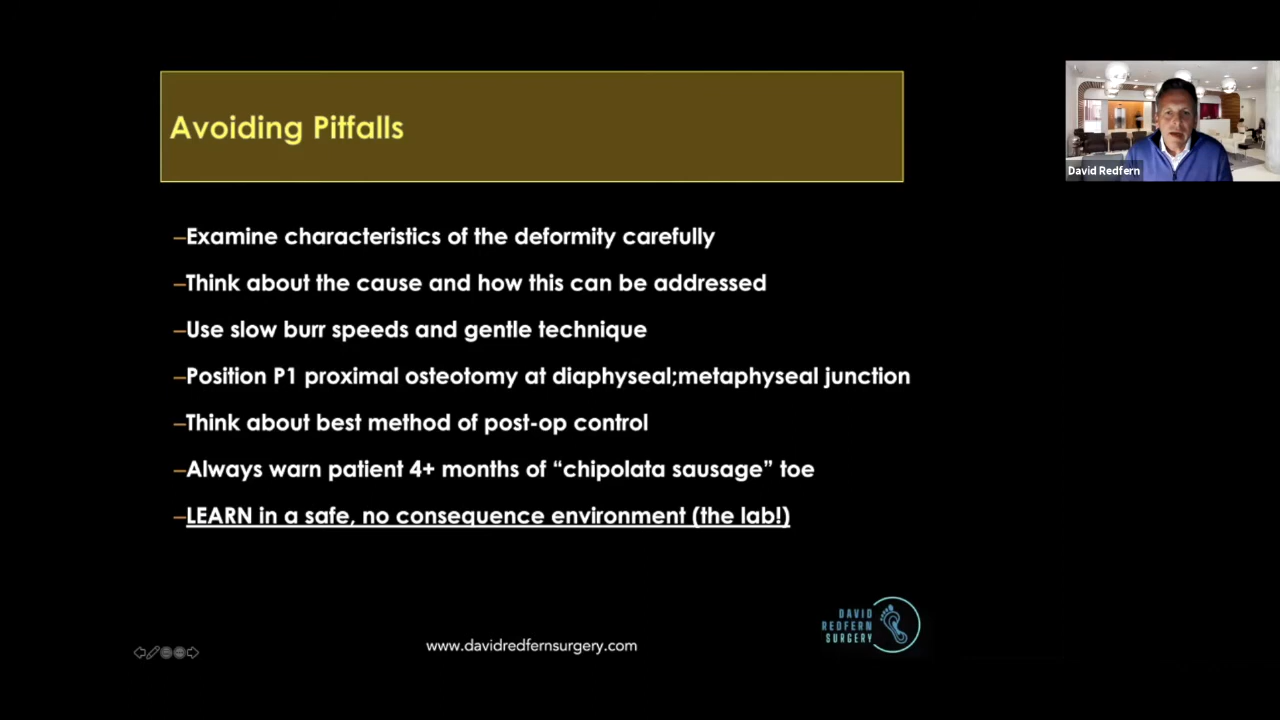 Avoiding Pitfalls
David Redfern
–Examine characteristics of the deformity carefully
–Think about the cause and how this can be addressed
–Use slow burr speeds and gentle technique
–Position P1 proximal osteotomy at diaphyseal;metaphyseal junction
–Think about best method of post-op control
–Always warn patient 4+ months of “chipolata sausage” toe
–LEARN in a safe, no consequence environment (the lab!)
DAVID
REDFERN
SURGERY
www.davidredfernsurgery.com